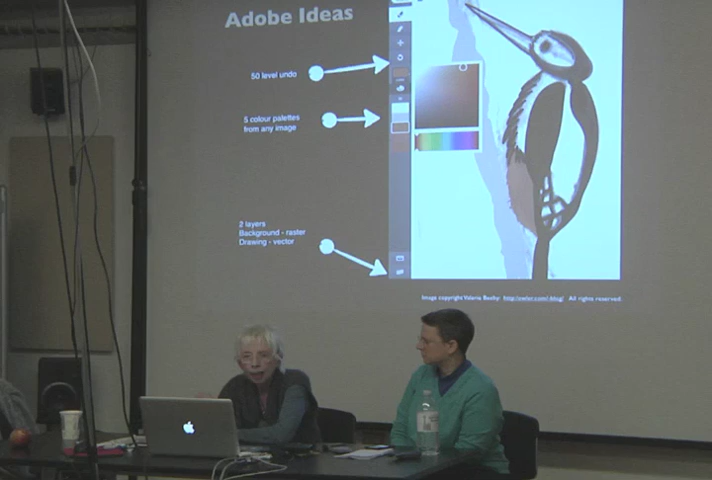 Adobe Ideas
50 level undo
5 colour palettes
from any image
2 layers
Background - raster
Drawing - vector
Image copyright Valerie Beeby: All rights reserved.